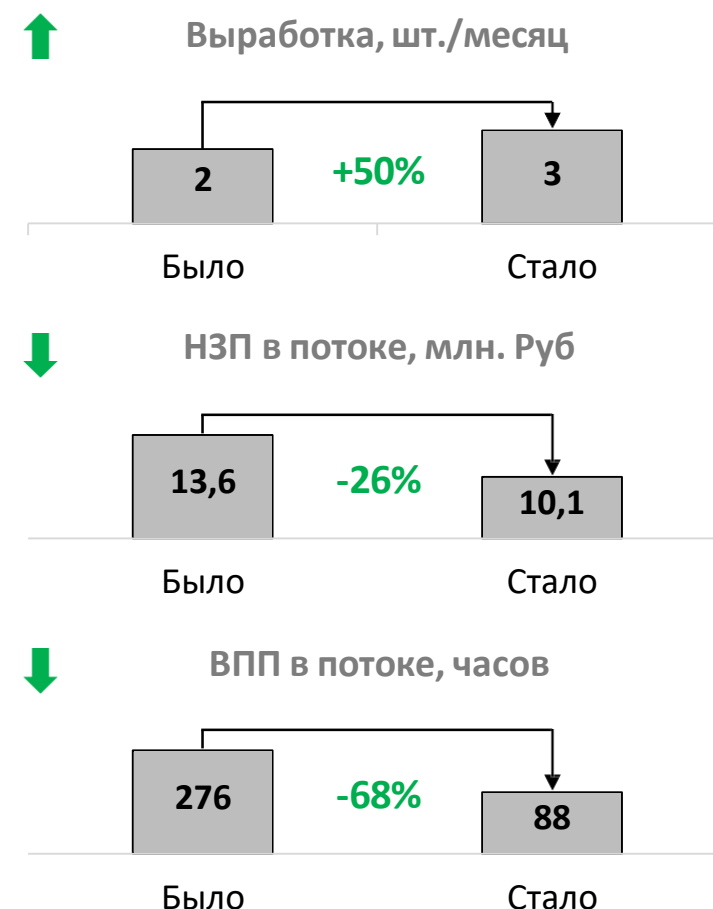 Выработка, шт./месяц
2
+50%
3
Было
Стало
НЗП в потоке, млн. Руб
13,6
-26%
10,1
Было
Стало
ВПП в потоке, часов
276
-68%
88
Было
Стало